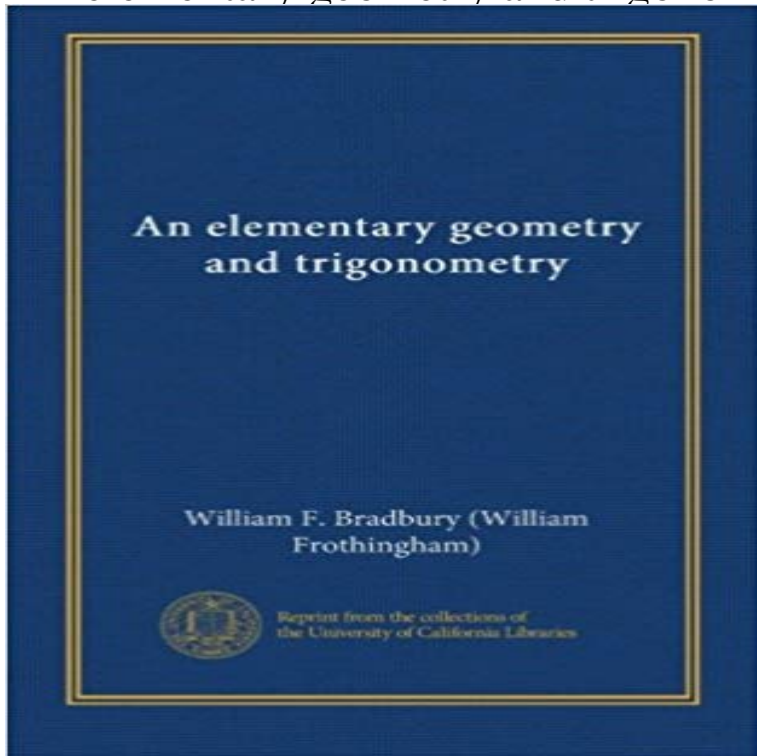 An elementary geometry
and trigonometry
William F. Bradbury (William
Frothingham)
Reprint from the collections of
the University of California Libraries